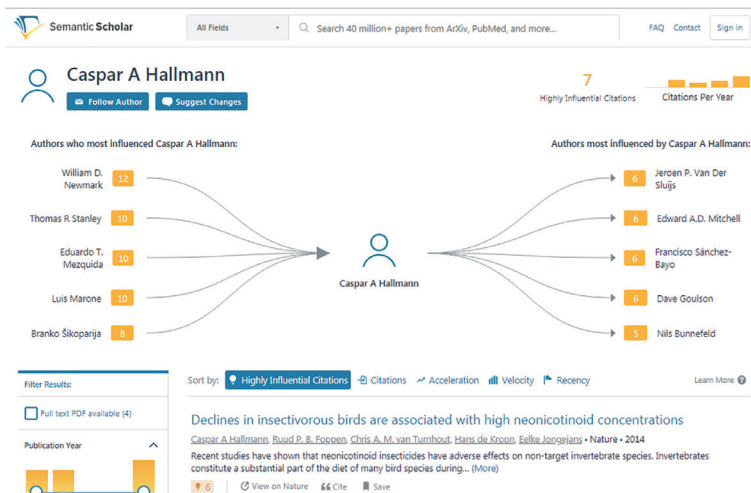 Semantic Scholar
All Fields
Search 40 million+ papers from ArXiv, PubMed, and more...
FAQ Contact Sign in
Caspar A Hallmann
Follow Author Suggest Changes
7
Highly Influential Citations
Citations Per Year
Authors who most influenced Caspar A Hallmann:
William D.
Newmark
12
Thomas R Stanley 10
Eduardo T.
Mezquida
10
Luis Marone 10
Branko Šikoparija 8
Caspar A Hallmann
Authors most influenced by Caspar A Hallmann:
6
Jeroen P. Van Der
Sluijs
6 Edward A.D. Mitchell
6
Francisco Sánchez-
Bayo
6 Dave Goulson
5 Nils Bunnefeld
Filter Results:
Full text PDF available (4)
Publication Year
Sort by: Highly Influential Citations Citations Acceleration Velocity Recency Learn More
Declines in insectivorous birds are associated with high neonicotinoid concentrations
Caspar A Hallmann, Ruud P. B. Foppen, Chris A. M. van Turnhout, Hans de Kroon, Eelke Jongejans • Nature • 2014
Recent studies have shown that neonicotinoid insecticides have adverse effects on non-target invertebrate species. Invertebrates
constitute a substantial part of the diet of many bird species during... (More)
6 View on Nature Cite Save